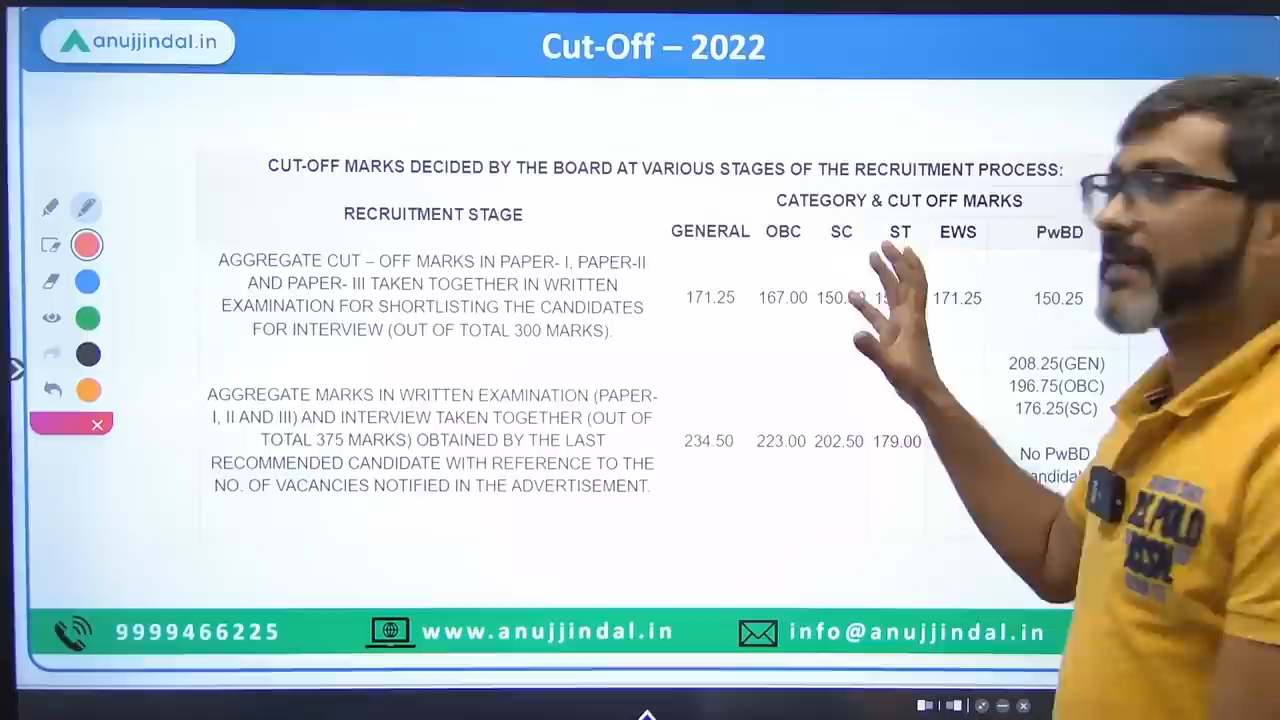 anujjindal.in
Cut-Off – 2022
CUT-OFF MARKS DECIDED BY THE BOARD AT VARIOUS STAGES OF THE RECRUITMENT PROCESS:
RECRUITMENT STAGE
CATEGORY & CUT OFF MARKS
GENERAL OBC SC ST EWS PwBD
AGGREGATE CUT – OFF MARKS IN PAPER- I, PAPER-II
AND PAPER- III TAKEN TOGETHER IN WRITTEN
EXAMINATION FOR SHORTLISTING THE CANDIDATES
FOR INTERVIEW (OUT OF TOTAL 300 MARKS).
171.25 167.00 171.25 150.25
AGGREGATE MARKS IN WRITTEN EXAMINATION (PAPER-
I, II AND III) AND INTERVIEW TAKEN TOGETHER (OUT OF
TOTAL 375 MARKS) OBTAINED BY THE LAST
RECOMMENDED CANDIDATE WITH REFERENCE TO THE
NO. OF VACANCIES NOTIFIED IN THE ADVERTISEMENT.
234.50 223.00 202.50 179.00
208.25(GEN)
196.75(OBC)
176.25(SC)
No PwBD
9999466225
www.anujjindal.in
info@anujjindal.in
POLO